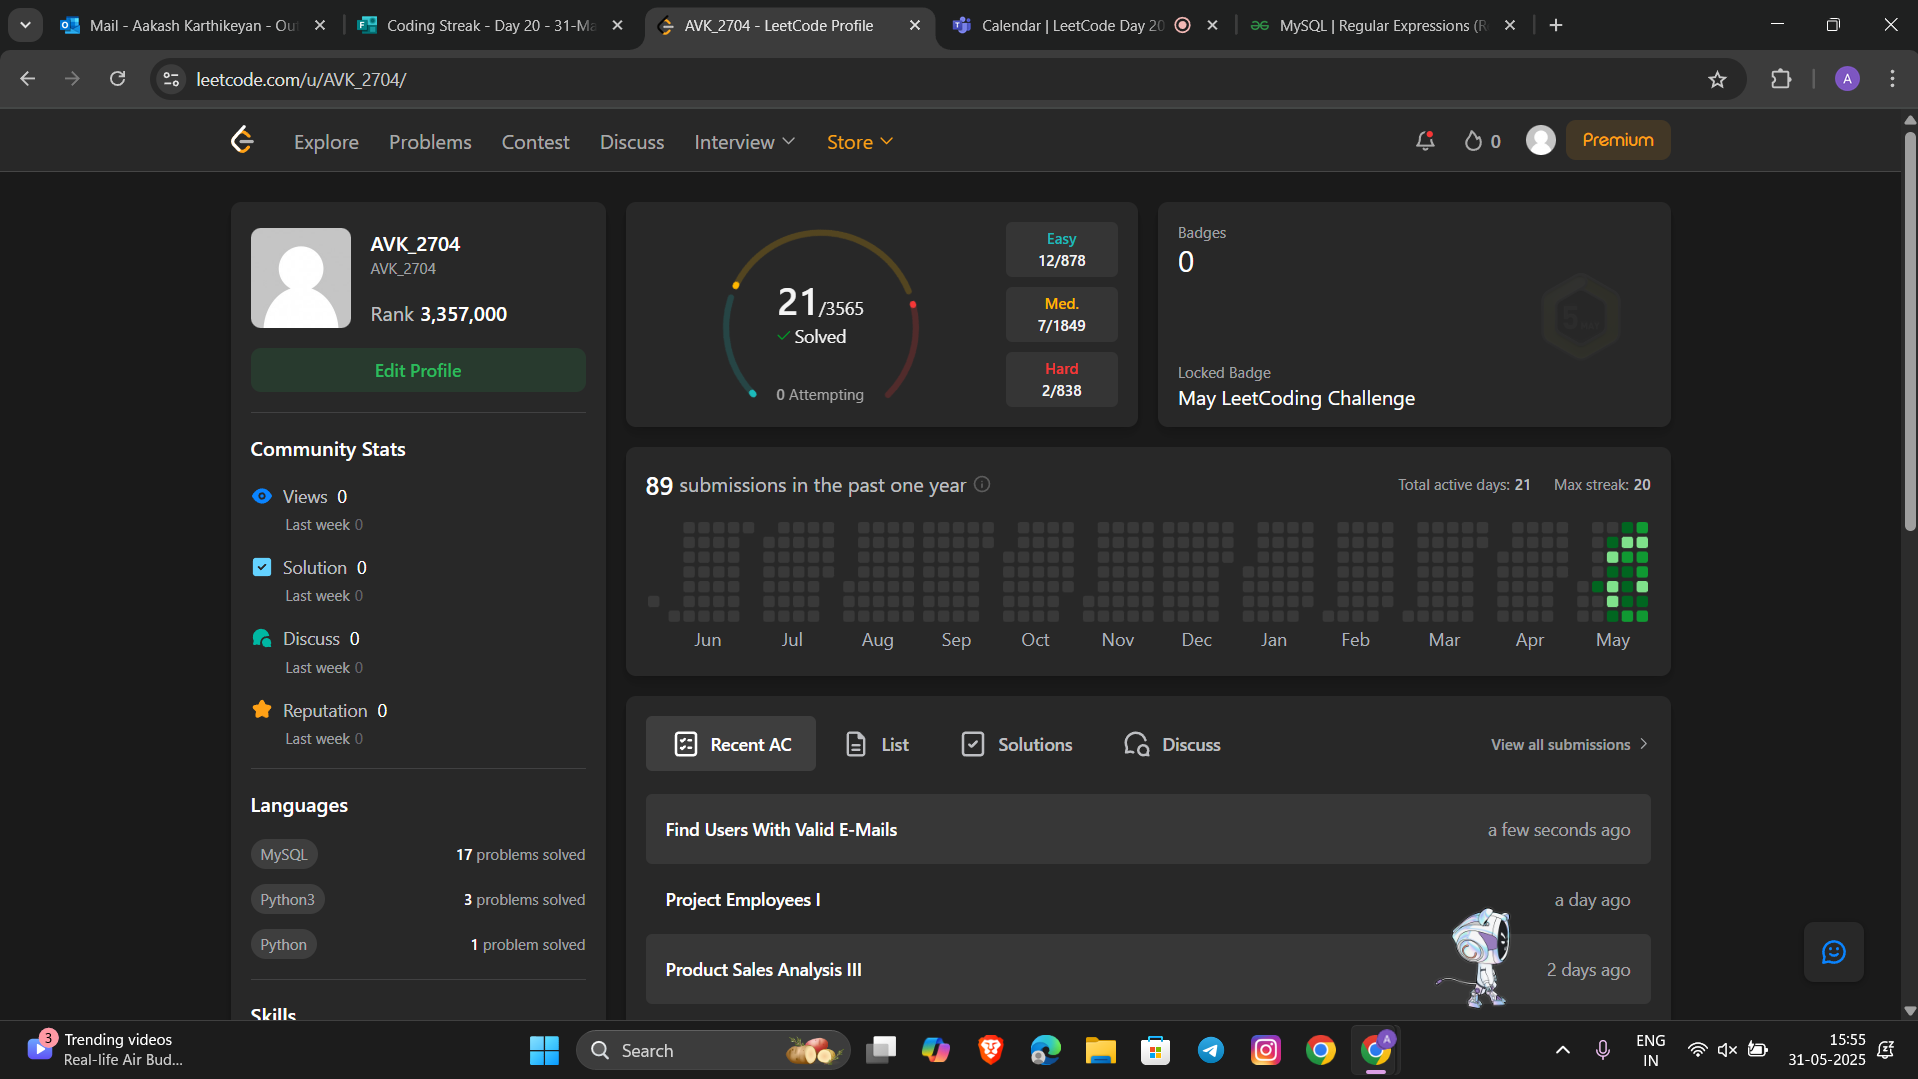 Mail - Aakash Karthikeyan - Ou
Coding Streak - Day 20 - 31-Ma
AVK_2704 - LeetCode Profile
Calendar | LeetCode Day 20
MySQL | Regular Expressions (R
leetcode.com/u/AVK_2704/
A
Explore
Problems
Contest
Discuss
Interview
Store
0
Premium
AVK_2704
AVK_2704
Rank 3,357,000
Edit Profile
Community Stats
Views 0
Last week 0
Solution 0
Last week 0
Discuss 0
Last week 0
Reputation 0
Last week 0
Languages
MySQL
17 problems solved
Python3
3 problems solved
Python
1 problem solved
Skills
21/3565
Solved
0 Attempting
Easy
12/878
Med.
7/1849
Hard
2/838
Badges
0
Locked Badge
May LeetCoding Challenge
89 submissions in the past one year
Total active days: 21
Max streak: 20
Jun
Jul
Aug
Sep
Oct
Nov
Dec
Jan
Feb
Mar
Apr
May
Recent AC
List
Solutions
Discuss
View all submissions
Find Users With Valid E-Mails
a few seconds ago
Project Employees I
a day ago
Product Sales Analysis III
2 days ago
3
Trending videos
Real-life Air Bud...
Search
A
ENG
IN
15:55
31-05-2025